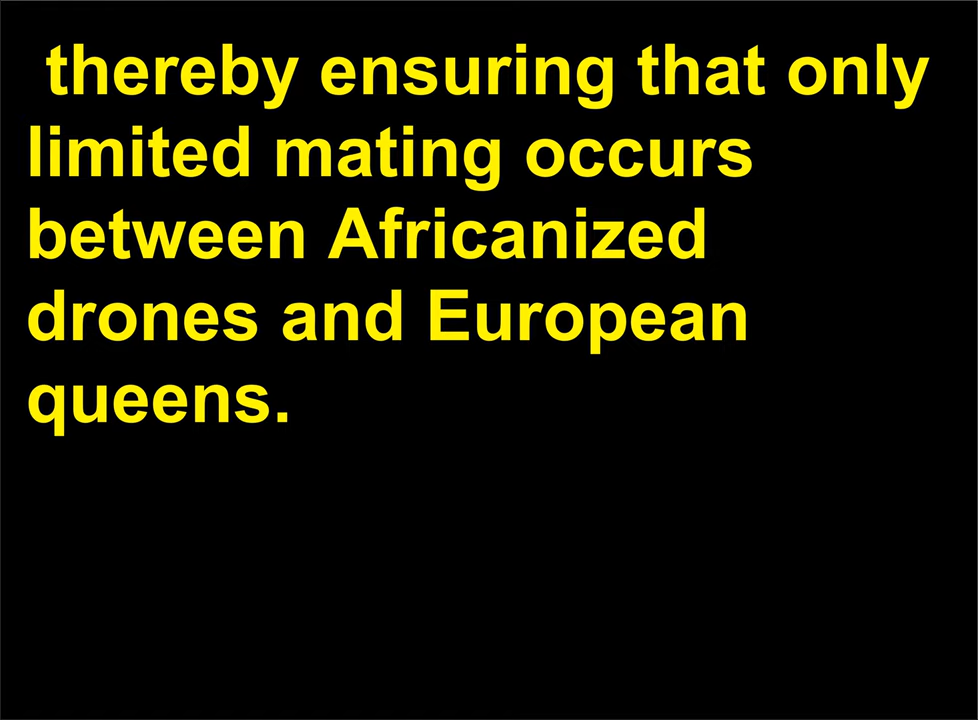 thereby ensuring that only
limited mating occurs
between Africanized
drones and European
queens.